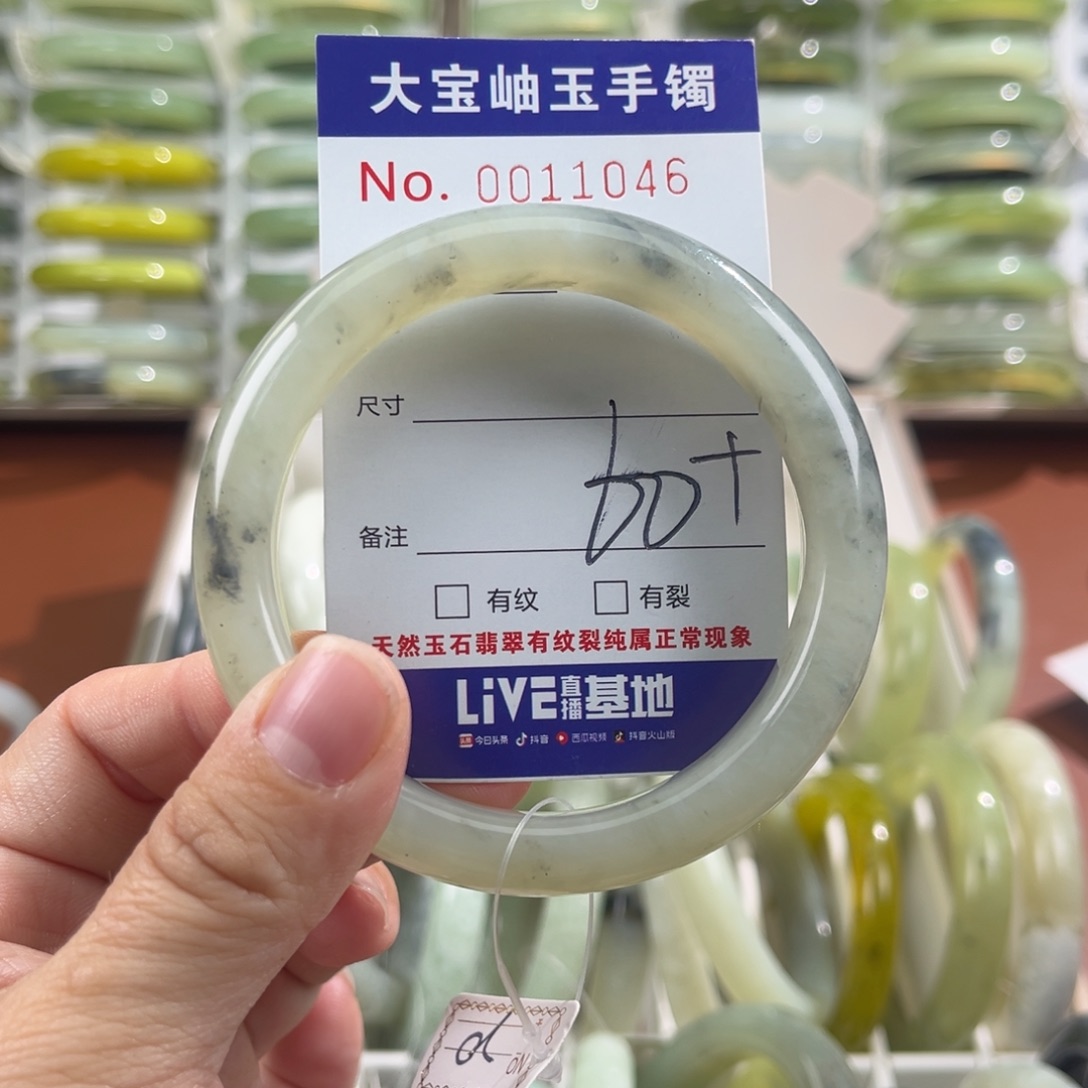 大宝岫玉手镯
No. 0011046
尺寸
60+
备注
有纹 有裂
天然玉石翡翠有纹裂纯属正常现象
LiVE直播基地
今日头条 抖音 西瓜视频 抖音火山版